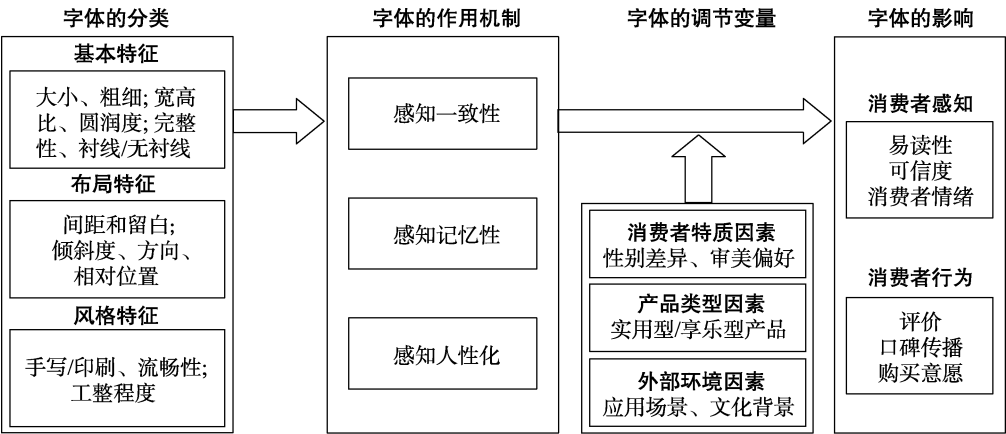 字体的分类
基本特征
大小、粗细; 宽高
比、圆润度; 完整
性、衬线/无衬线
布局特征
间距和留白;
倾斜度、方向、
相对位置
风格特征
手写/印刷、流畅性;
工整程度
字体的作用机制
感知一致性
感知记忆性
感知人性化
字体的调节变量
消费者特质因素
性别差异、审美偏好
产品类型因素
实用型/享乐型产品
外部环境因素
应用场景、文化背景
字体的影响
消费者感知
易读性
可信度
消费者情绪
消费者行为
评价
口碑传播
购买意愿